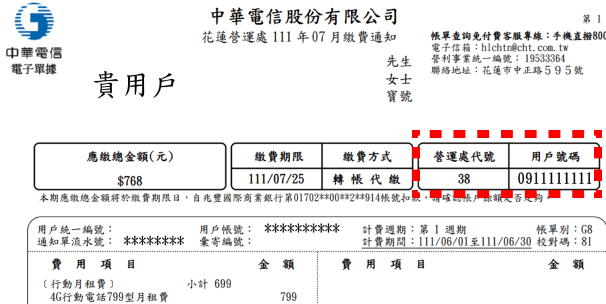 中華電信股份有限公司
花蓮營運處 111 年 07 月繳費通知
第 1
帳單查詢免付費客服專線：手機直撥800
電子信箱：hlchtn@cht.com.tw
營利事業統一編號： 19533364
聯絡地址：花蓮市中正路５９５號
中華電信
電子單據
貴用戶
先生
女士
寶號
應繳總金額(元) 繳費期限 繳費方式 營運處代號 用戶號碼
$768 111/07/25 轉 帳 代 繳 38 0911111111
本期應繳總金額將於繳費期限日，自兆豐國際商業銀行第01702**00**2**914帳號扣款，請確認帳戶餘額是否足夠。
用戶統一編號： 用戶帳號： ********** 計費週期：第 1 週期 帳單別：G8
通知單流水號： ******** 彙寄編號： 計費期間：111/06/01至111/06/30 校對碼：81
費 用 項 目 金 額 費 用 項 目 金 額
〔行動月租費〕 小計 699
4G行動電話799型月租費 799